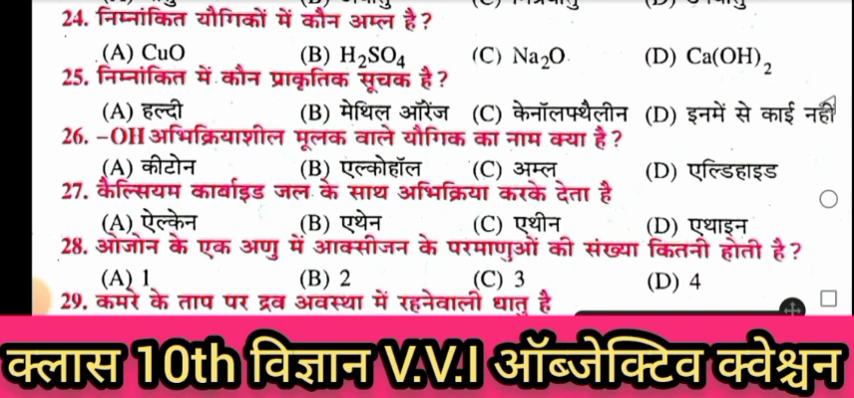 24. निम्नांकित यौगिकों में कौन अम्ल है?
(A) CuO (B) H₂SO₄ (C) Na₂O (D) Ca(OH)₂
25. निम्नांकित में कौन प्राकृतिक सूचक है?
(A) हल्दी (B) मेथिल ऑरेंज (C) केनॉलफ्थैलीन (D) इनमें से काई नहीं
26. –OH अभिक्रियाशील मूलक वाले यौगिक का नाम क्या है?
(A) कीटोन (B) एल्कोहॉल (C) अम्ल (D) एल्डिहाइड
27. कैल्सियम कार्बाइड जल के साथ अभिक्रिया करके देता है
(A) ऐल्केन (B) एथेन (C) एथीन (D) एथाइन
28. ओजोन के एक अणु में आक्सीजन के परमाणुओं की संख्या कितनी होती है?
(A) 1 (B) 2 (C) 3 (D) 4
29. कमरे के ताप पर द्रव अवस्था में रहनेवाली धातु है
क्लास 10th विज्ञान V.V.I ऑब्जेक्टिव क्वेश्चन